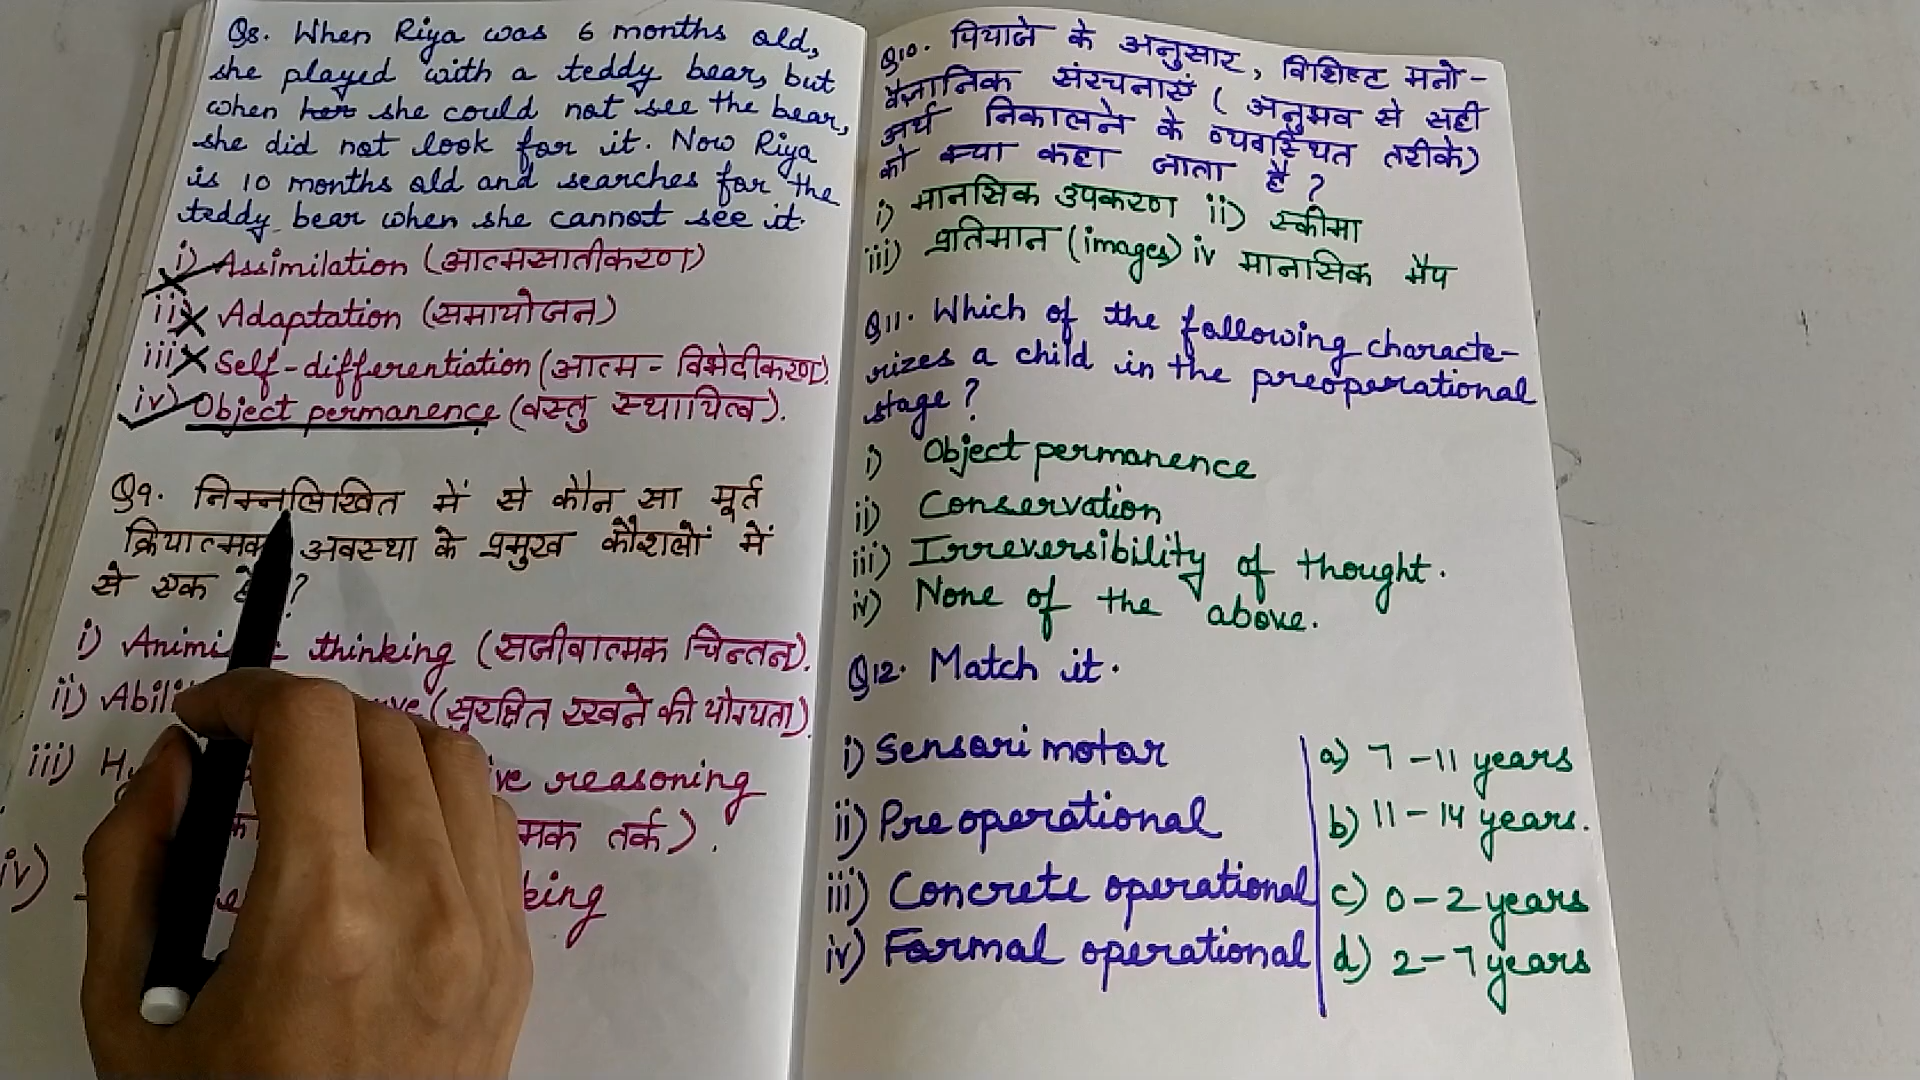 Q8. When Riya was 6 months old,
she played with a teddy bear, but
when her she could not see the bear,
she did not look for it. Now Riya
is 10 months old and searches for the
teddy bear when she cannot see it.
i) Assimilation (आत्मसातीकरण)
ii) Adaptation (समायोजन)
iii) Self-differentiation (आत्म - विभेदीकरण).
iv) Object permanence (वस्तु स्थायित्व).
Q9. निम्नलिखित में से कौन सा मूर्त
क्रियात्मक अवस्था के प्रमुख कौशलों में
से एक है ?
i) thinking (सजीवात्मक चिन्तन).
ii) (सुरक्षित रखने की योग्यता)
iii) reasoning
तर्क).
iv)
Q10. पियाजे के अनुसार, विशिष्ट मनो-
वैज्ञानिक संरचनाएं ( अनुभव से सही
अर्थ निकालने के व्यवस्थित तरीके)
को क्या कहा जाता है ?
i) मानसिक उपकरण ii) स्कीमा
iii) प्रतिमान (images) iv मानसिक मैप
Q11. Which of the following characte-
rizes a child in the preoperational
stage ?
i) Object permanence
ii) Conservation
iii) Irreversibility of thought.
iv) None of the above.
Q12. Match it.
i) Sensori motor a) 7-11 years
ii) Pre operational b) 11-14 years.
iii) Concrete operational c) 0-2 years
iv) Formal operational d) 2-7 years